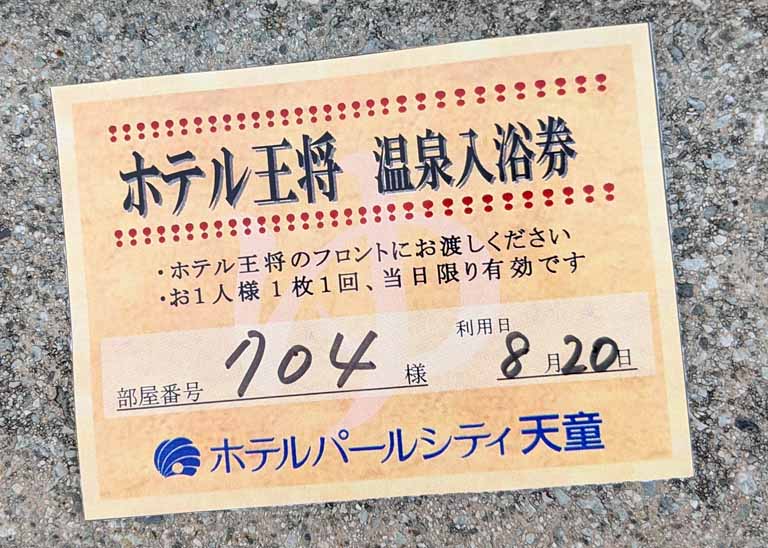 ホテル王将 温泉入浴券
・ホテル王将のフロントにお渡しください
・お1人様1枚1回、当日限り有効です
部屋番号 704 様 利用日 8月20日
ホテルパールシティ天童